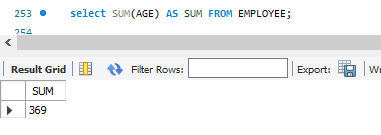 253 select SUM(AGE) AS SUM FROM EMPLOYEE;
254
Result Grid Filter Rows: Export:
SUM
369